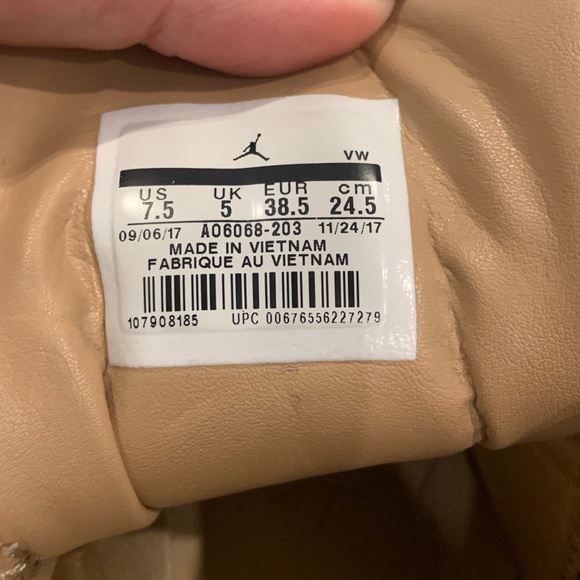 VW
US UK EUR cm
7.5 5 38.5 24.5
09/06/17 AO6068-203 11/24/17
MADE IN VIETNAM
FABRIQUE AU VIETNAM
107908185 UPC 00676556227279